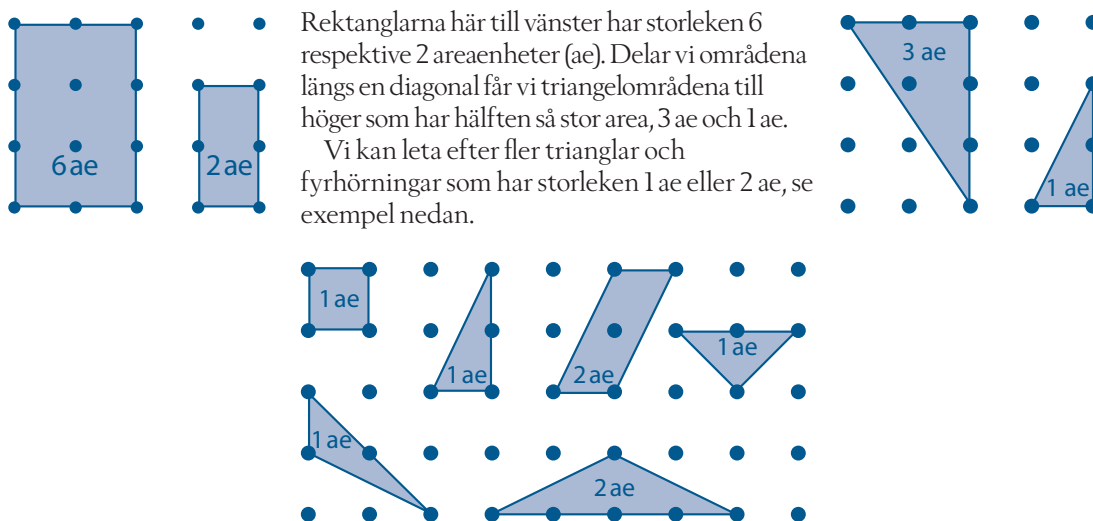 6 ae
2 ae
Rektanglarna här till vänster har storleken 6
respektive 2 areaenheter (ae). Delar vi områdena
längs en diagonal får vi triangelområdena till
höger som har hälften så stor area, 3 ae och 1 ae.
Vi kan leta efter fler trianglar och
fyrhörningar som har storleken 1 ae eller 2 ae, se
exempel nedan.
3 ae
1 ae
1 ae
1 ae
2 ae
1 ae
1 ae
2 ae